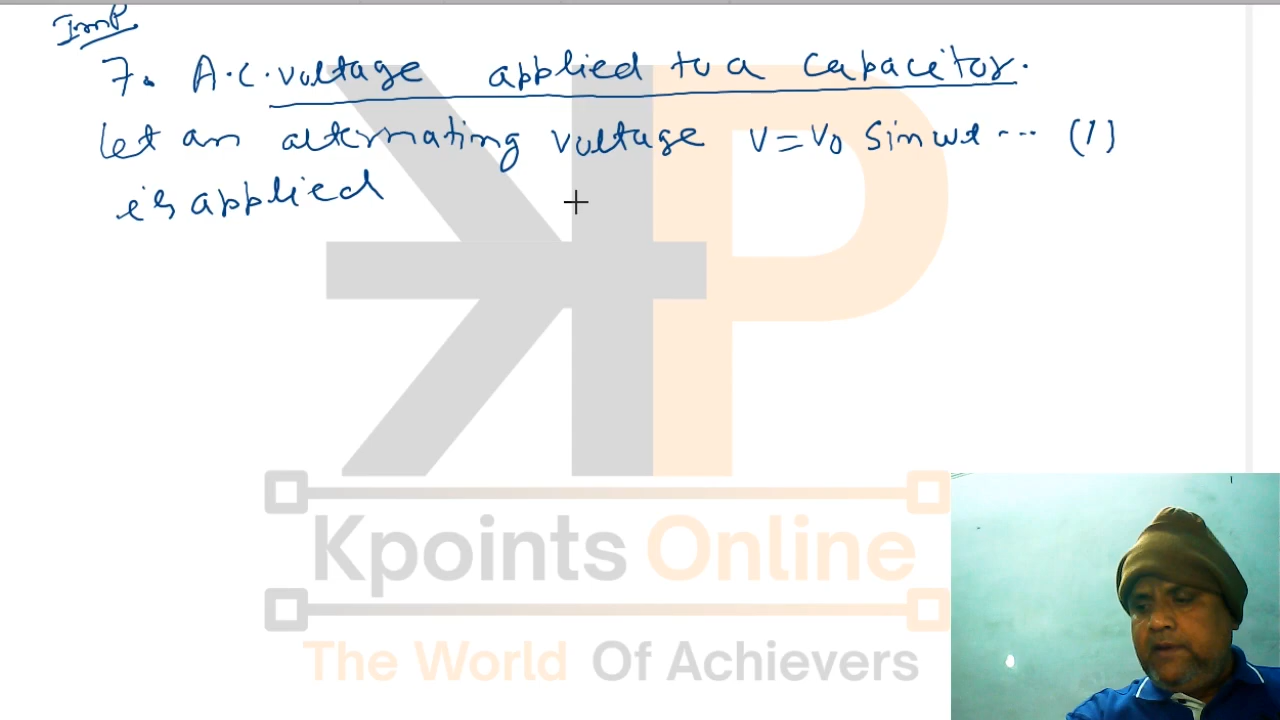 Imp
7. A.C. voltage applied to a capacitor.
let an alternating voltage V = V0 Sin wt --- (1)
is applied
Kpoints Online
The World Of Achievers